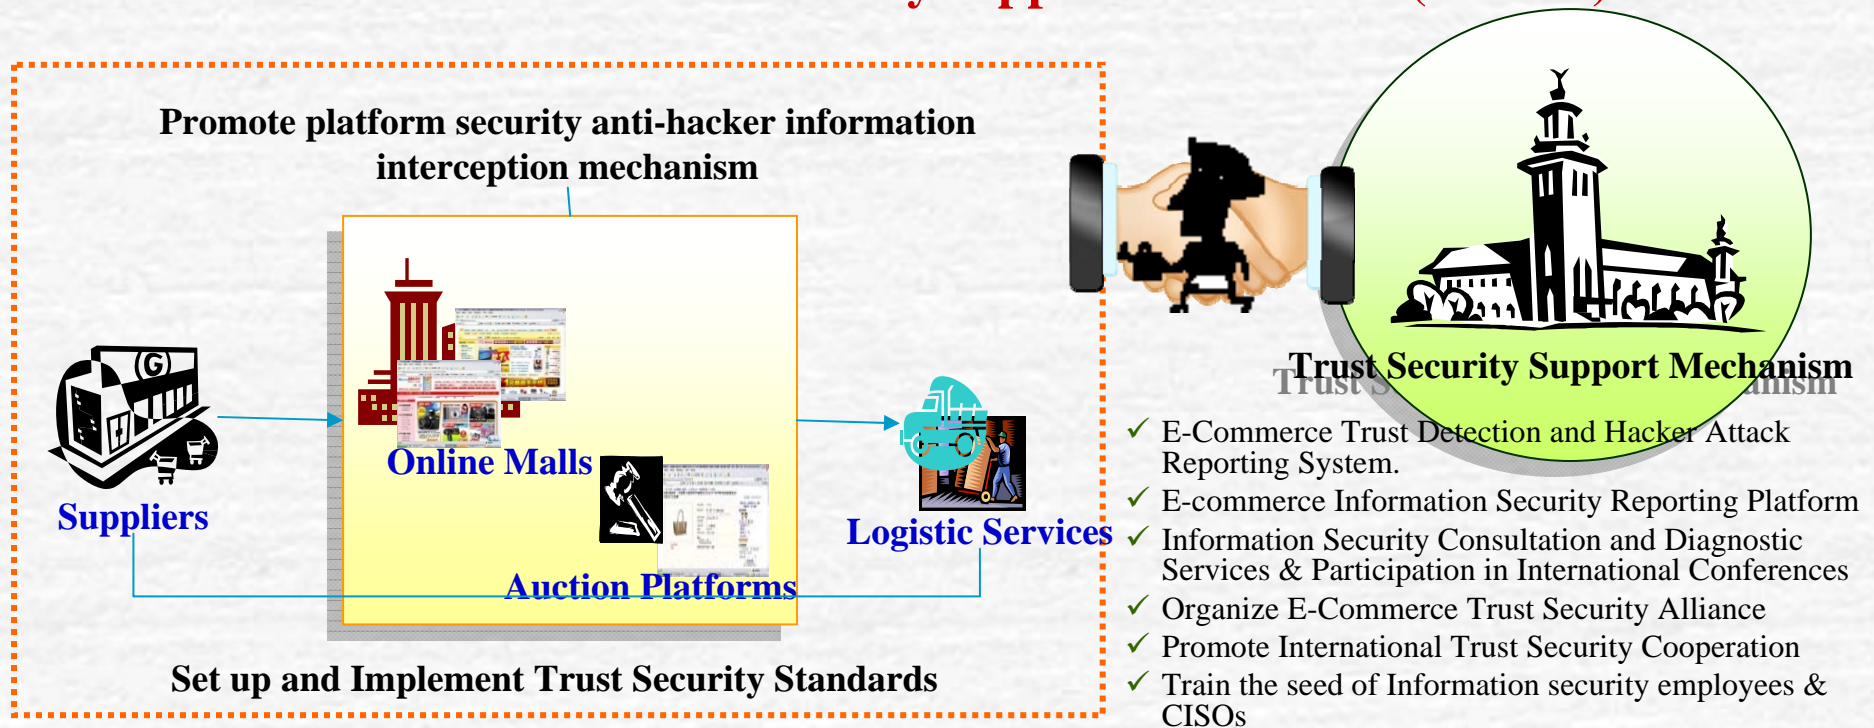 Promote platform security anti-hacker information
interception mechanism
G
Online Malls
Suppliers
Auction Platforms
Logistic Services
Set up and Implement Trust Security Standards
Trust Security Support Mechanism
✓ E-Commerce Trust Detection and Hacker Attack
Reporting System.
✓ E-commerce Information Security Reporting Platform
✓ Information Security Consultation and Diagnostic
Services & Participation in International Conferences
✓ Organize E-Commerce Trust Security Alliance
✓ Promote International Trust Security Cooperation
✓ Train the seed of Information security employees &
CISOs